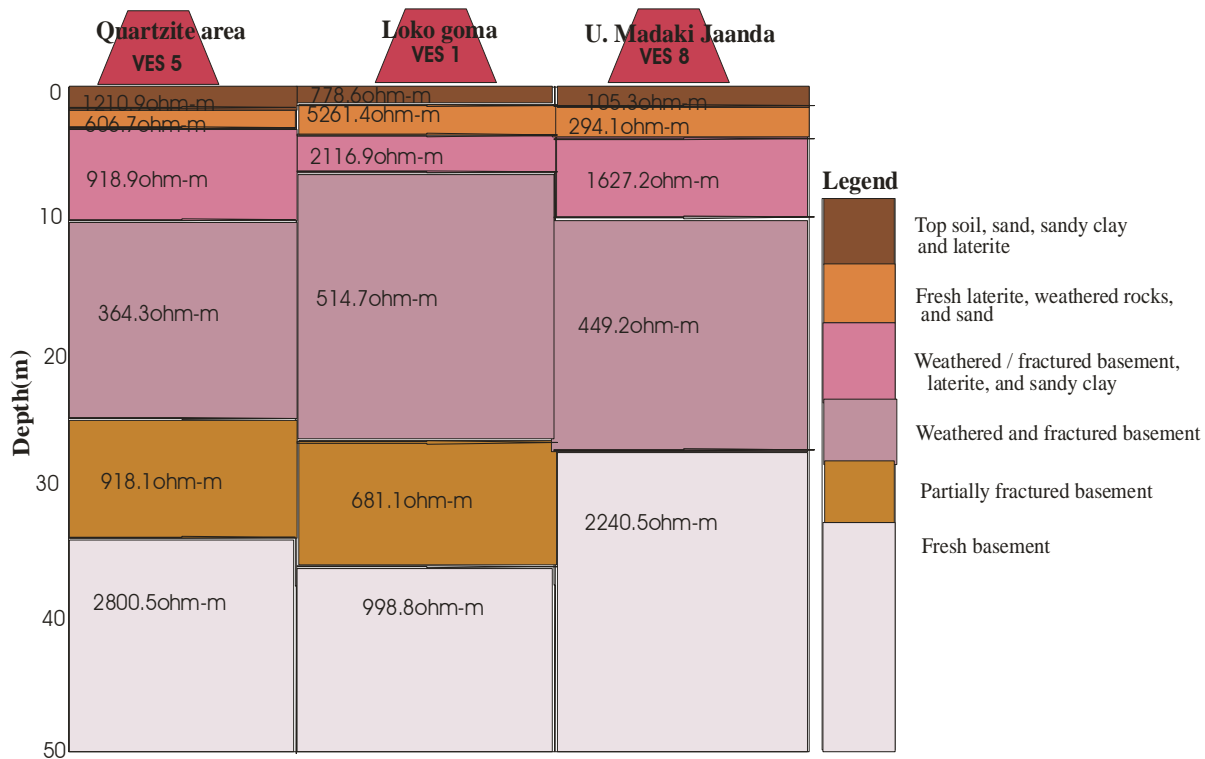 Quartzite area
VES 5
Loko goma
VES 1
U. Madaki Jaanda
VES 8
Depth(m)
0
10
20
30
40
50
1210.9ohm-m
606.7ohm-m
918.9ohm-m
364.3ohm-m
918.1ohm-m
2800.5ohm-m
778.6ohm-m
5261.4ohm-m
2116.9ohm-m
514.7ohm-m
681.1ohm-m
998.8ohm-m
105.3ohm-m
294.1ohm-m
1627.2ohm-m
449.2ohm-m
2240.5ohm-m
Legend
Top soil, sand, sandy clay
and laterite
Fresh laterite, weathered rocks,
and sand
Weathered / fractured basement,
laterite, and sandy clay
Weathered and fractured basement
Partially fractured basement
Fresh basement